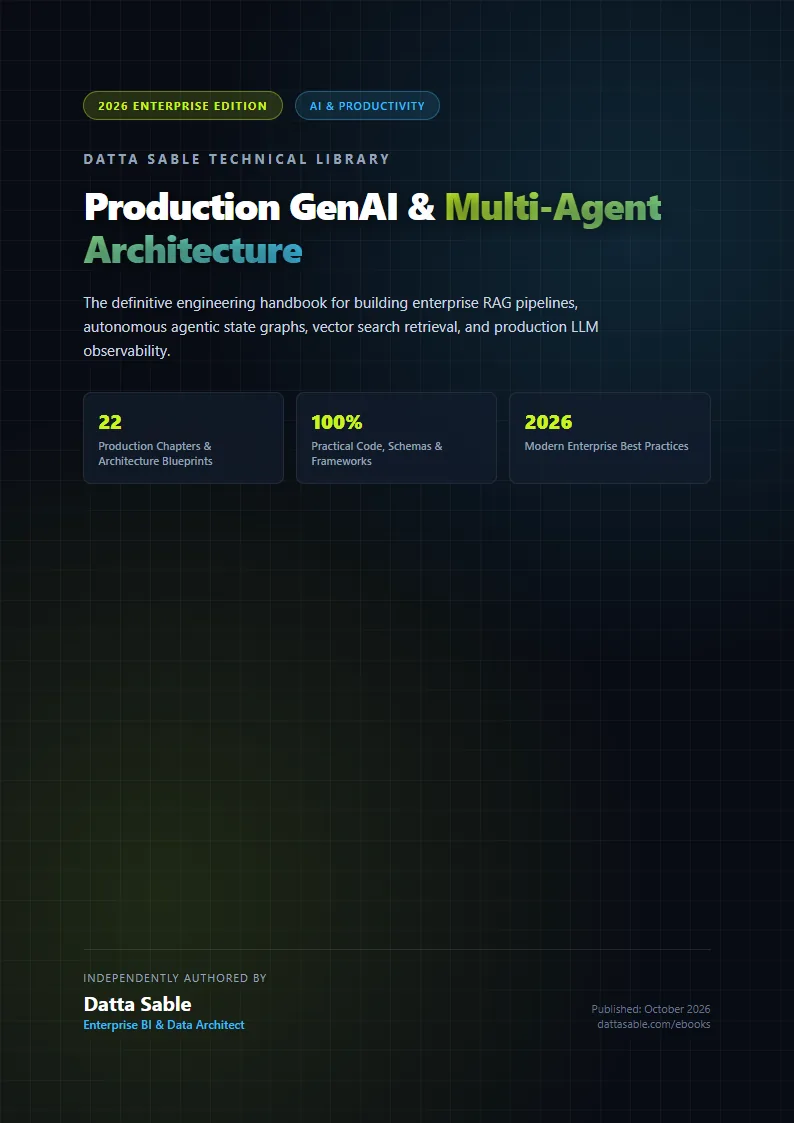 2026 ENTERPRISE EDITION
AI & PRODUCTIVITY
DATTA SABLE TECHNICAL LIBRARY
Production GenAI & Multi-Agent
Architecture
The definitive engineering handbook for building enterprise RAG pipelines,
autonomous agentic state graphs, vector search retrieval, and production LLM
observability.
22
Production Chapters &
Architecture Blueprints
100%
Practical Code, Schemas &
Frameworks
2026
Modern Enterprise Best Practices
INDEPENDENTLY AUTHORED BY
Datta Sable
Enterprise BI & Data Architect
Published: October 2026
dattasable.com/ebooks